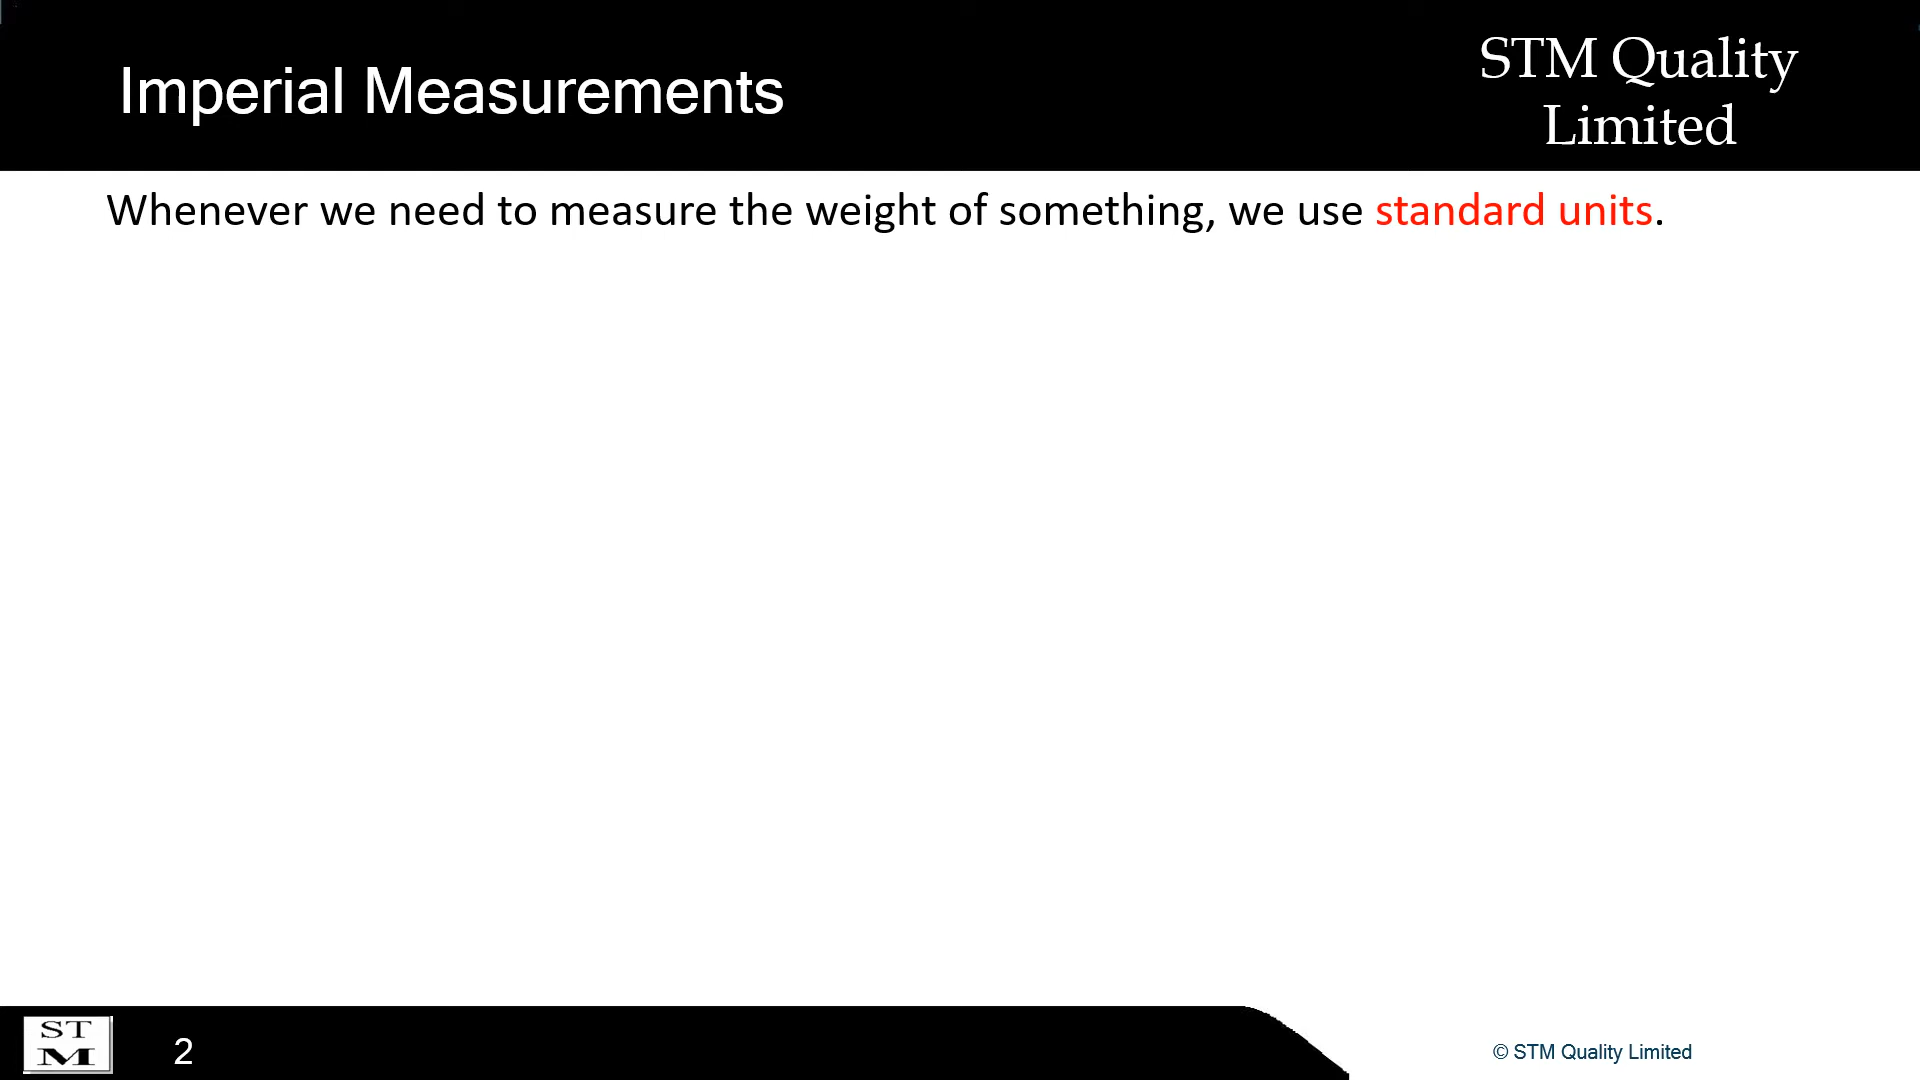 Imperial Measurements
STM Quality
Limited
Whenever we need to measure the weight of something, we use standard units.
ST
M
2
© STM Quality Limited